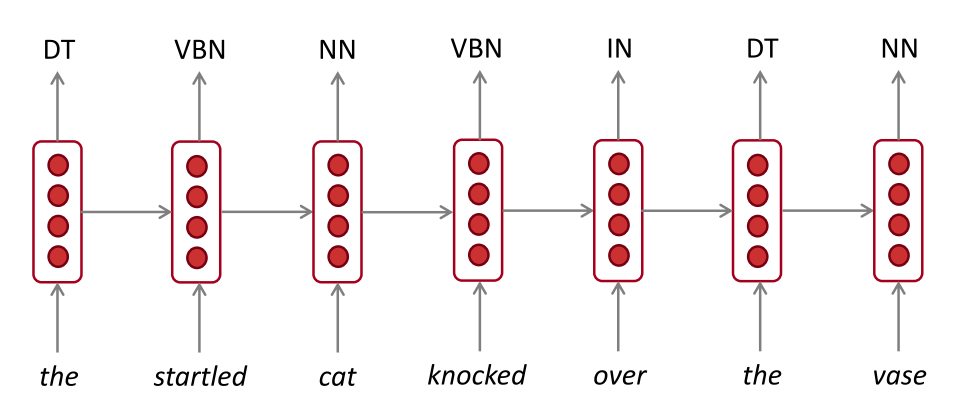 DT VBN NN VBN IN DT NN
the startled cat knocked over the vase